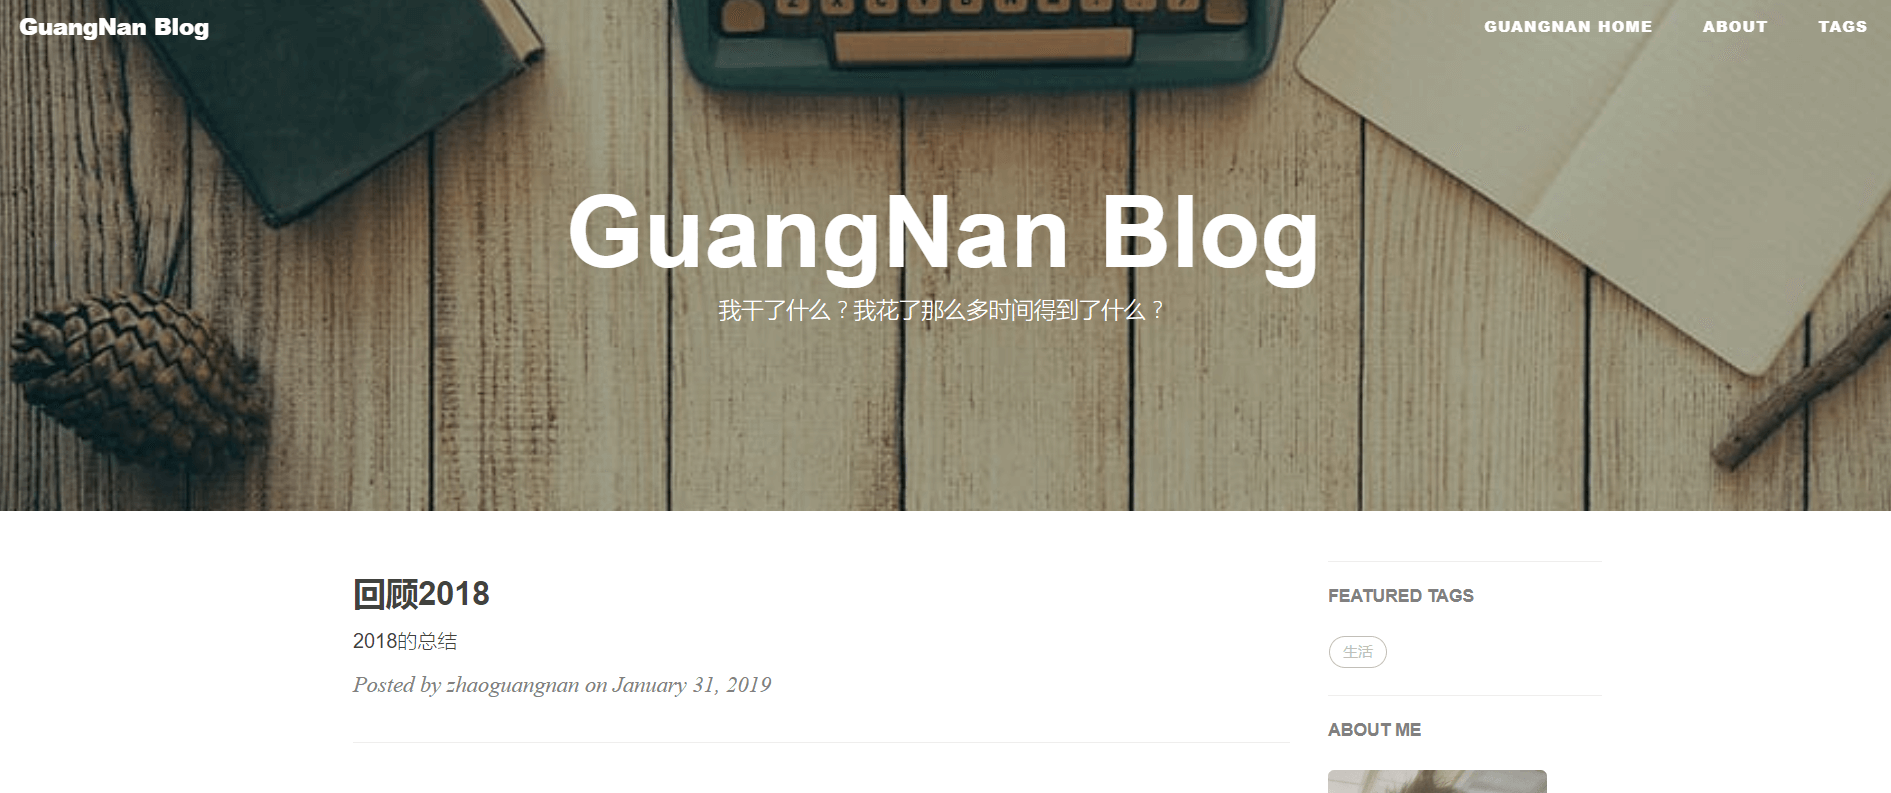 GuangNan Blog
GUANGNAN HOME ABOUT TAGS
GuangNan Blog
我干了什么？我花了那么多时间得到了什么？
回顾2018
2018的总结
Posted by zhaoguangnan on January 31, 2019
FEATURED TAGS
生活
ABOUT ME